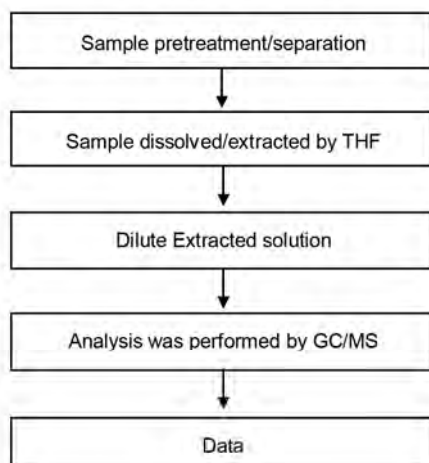 Sample pretreatment/separation
Sample dissolved/extracted by THF
Dilute Extracted solution
Analysis was performed by GC/MS
Data